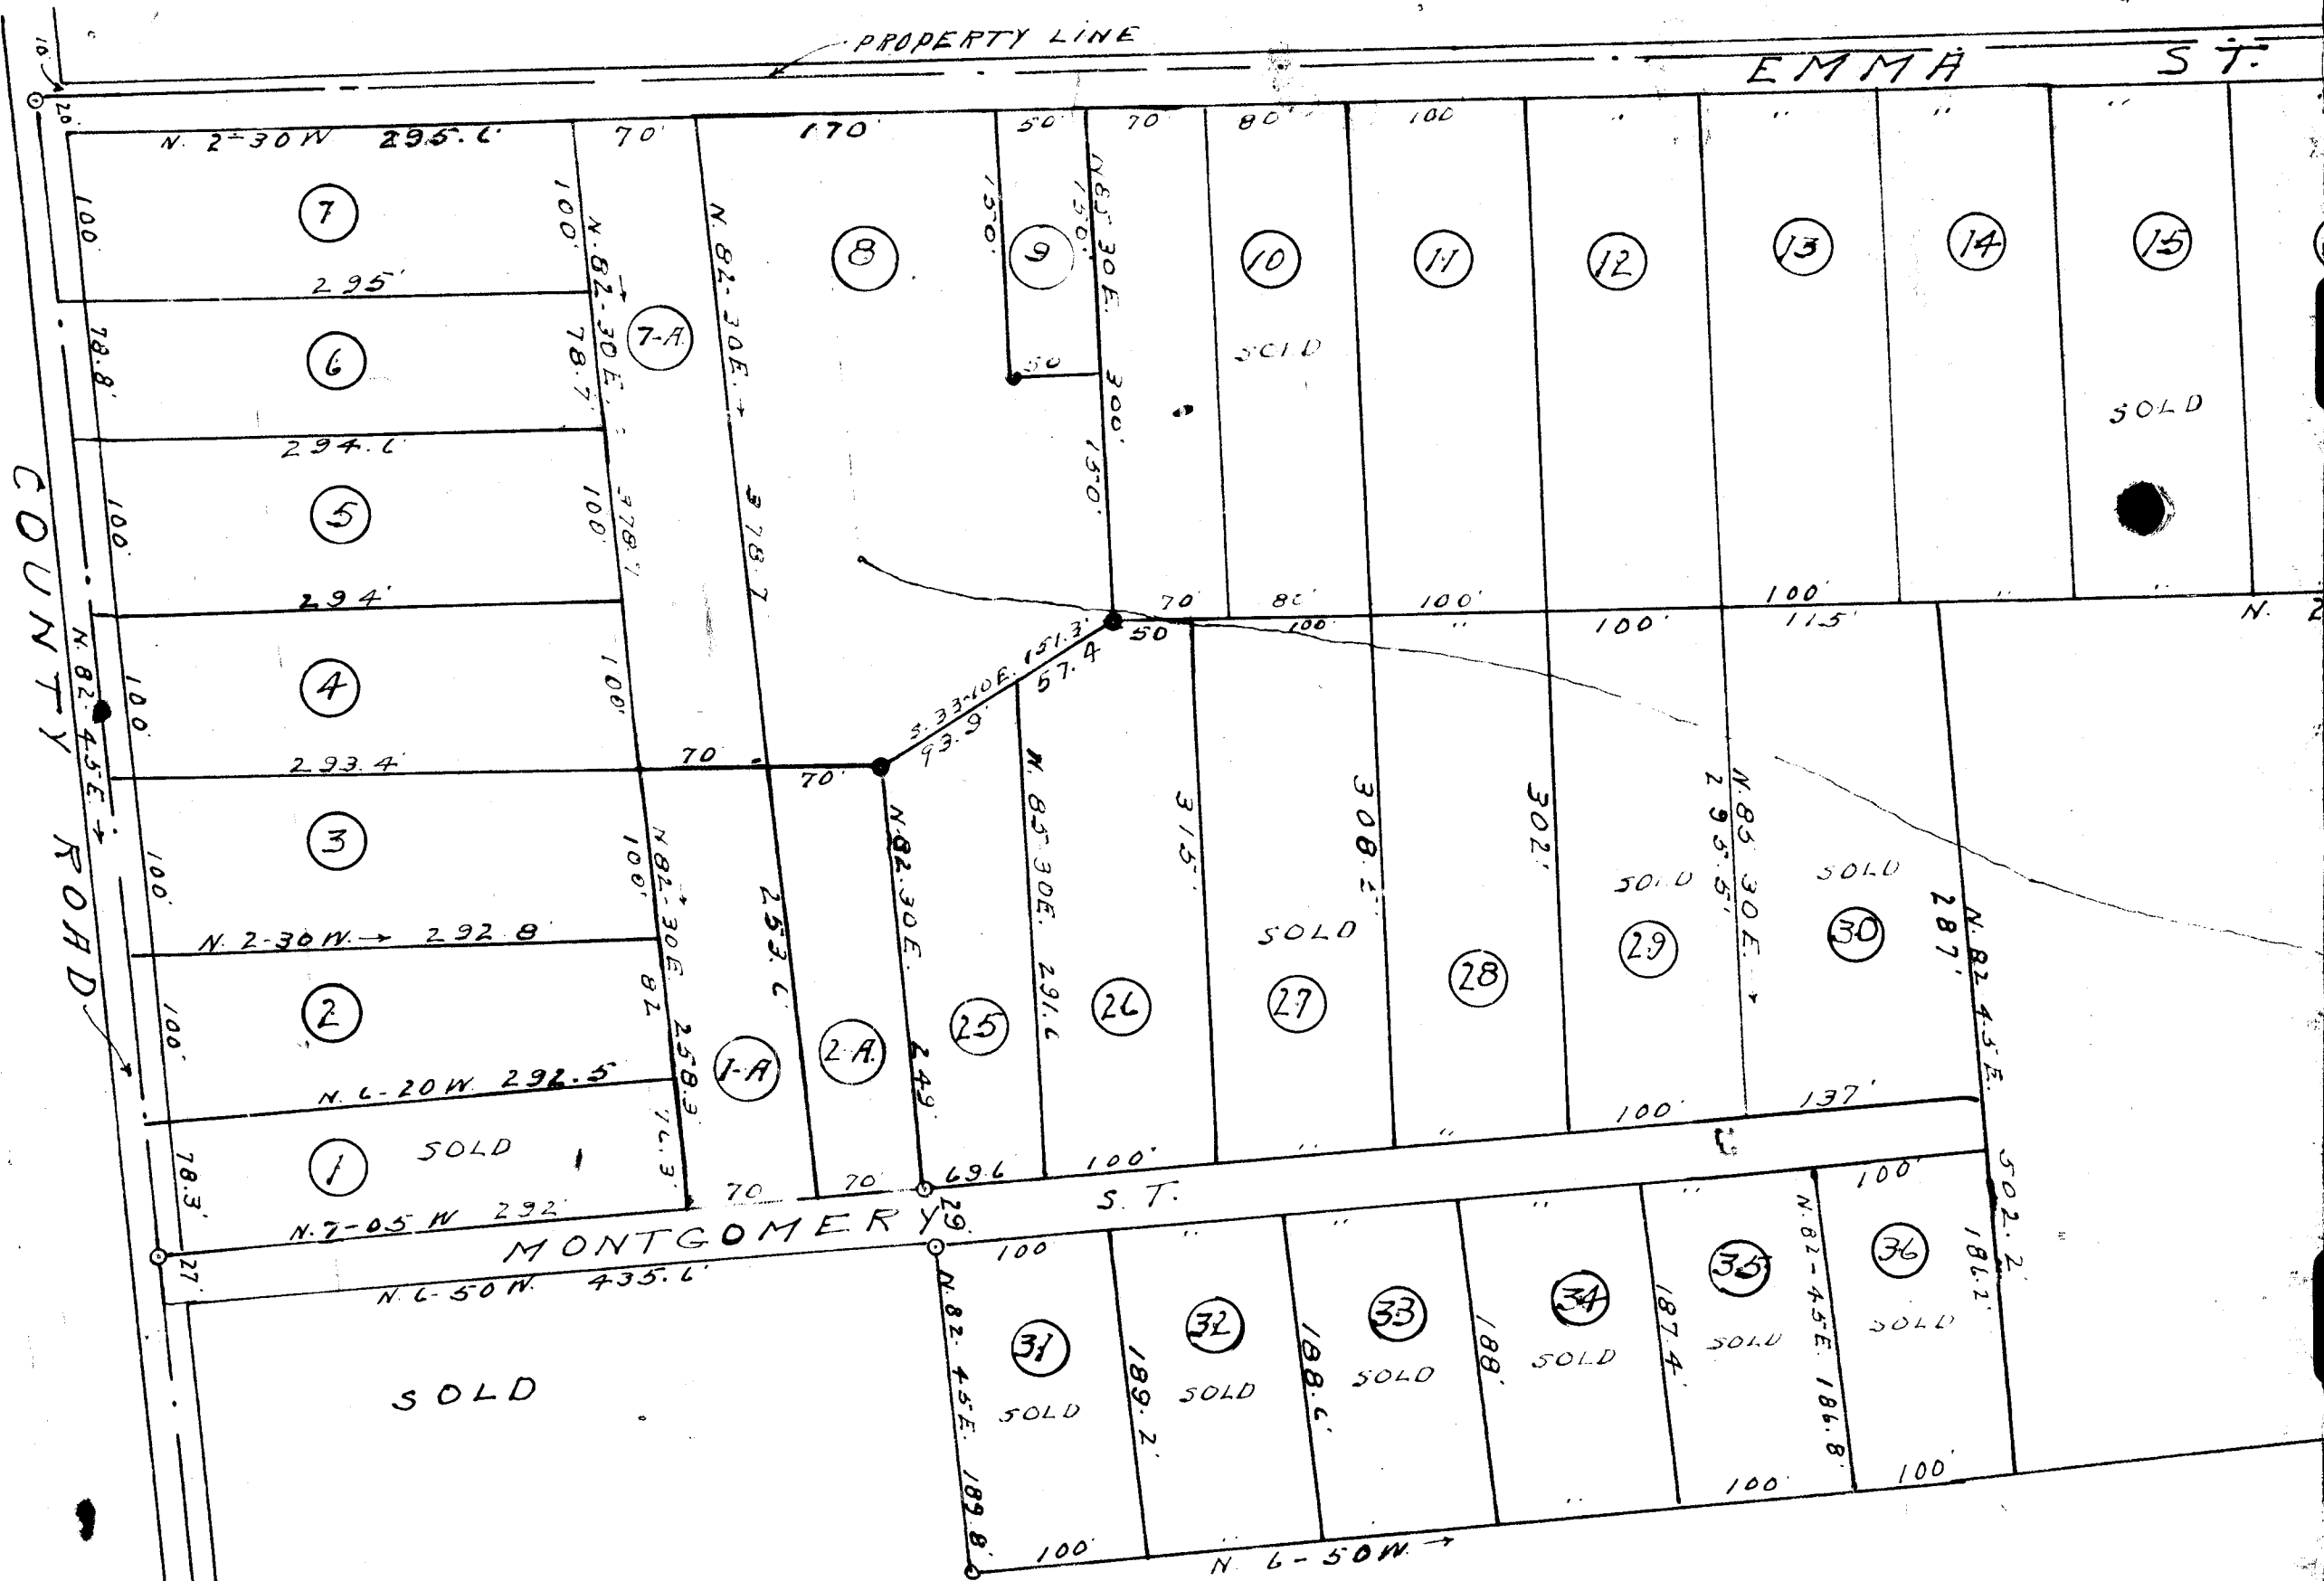 PROPERTY LINE
EMMA ST.
10'
20'
N. 2-30 W 295.6'
70'
170'
50'
70'
80'
100
"
"
"
"
100'
7
100'
N. 82-30 E. →
378.7
7-A
N. 82-30 E. →
378.7
8
150'
9
150'
N 85 30 E.
300'
50
150'
10
SOLD
11
12
13
14
15
SOLD
295'
78.8'
6
78.7'
294.6'
100'
5
100'
294'
100'
4
100'
293.4'
70'
70'
S. 33-10 E. 151.3'
93.9'
57.4
70'
80'
100'
100'
"
"
50
100'
"
100'
115'
N. 2
COUNTY ROAD
N. 82-45 E →
100'
3
100'
N 82-30 E 258.3'
N. 2-30 W. → 292.8'
100'
2
82
N. 6-20 W. 292.5
78.3'
1
SOLD
76.3'
N. 7-05 W 292'
1-A
253.6'
2-A
N. 82.30 E. 249'
25
N. 85 30 E. 291.6
26
315'
SOLD
27
308.5'
28
302'
SOLD
29
N. 85 30 E. →
295.5'
SOLD
30
287'
N. 82 45 E. 502.2'
70
70'
69.6
100'
"
"
100'
137'
MONTGOMERY S.T.
29'
27'
N. 6-50 W. 435.6'
SOLD
100
"
"
"
"
100'
N. 82-45 E. 189.8'
31
SOLD
189.2'
32
SOLD
188.6'
33
SOLD
188'
34
SOLD
187.4'
35
SOLD
N. 82-45 E. 186.8'
36
SOLD
186.2'
100'
"
"
100'
100'
N. 6-50 W. →